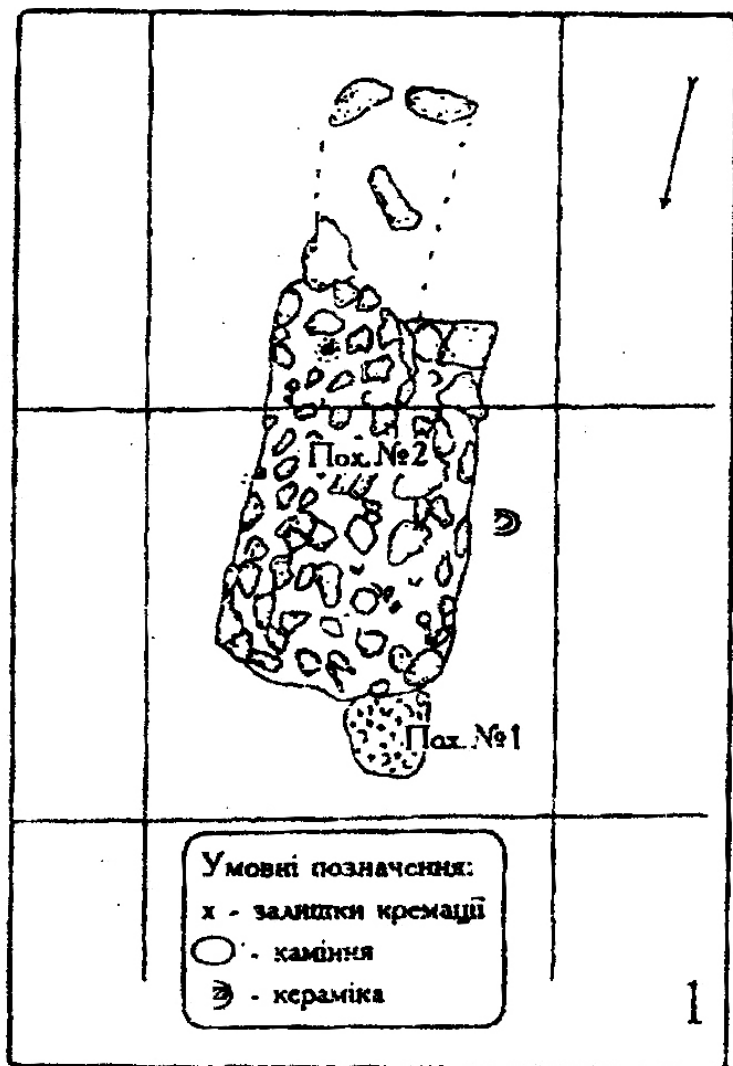 Пох. №2
Пох. №1
Умовні позначення:
х - залишки кремації
- каміння
- кераміка
1